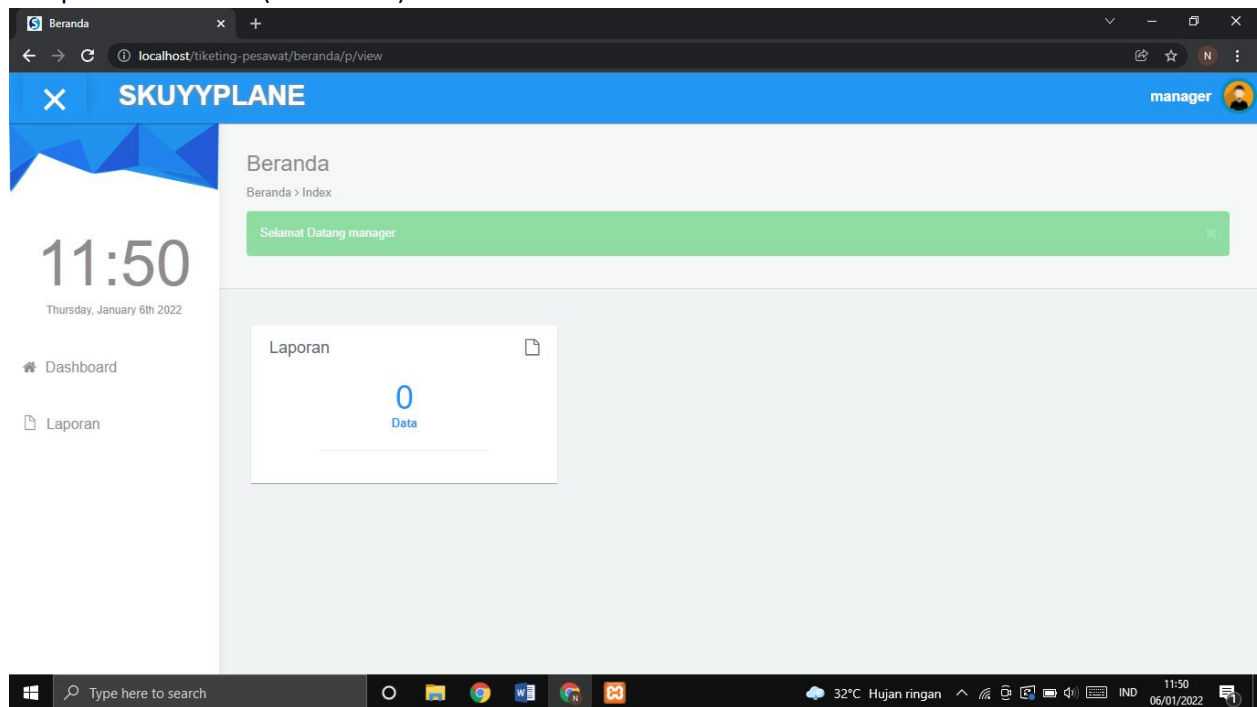 Beranda
localhost/tiketing-pesawat/beranda/p/view
N
SKUYYPLANE
manager
Beranda
Beranda > Index
Selamat Datang manager
11:50
Thursday, January 6th 2022
Dashboard
Laporan
Laporan
0
Data
Type here to search
32°C Hujan ringan
IND
11:50
06/01/2022
1